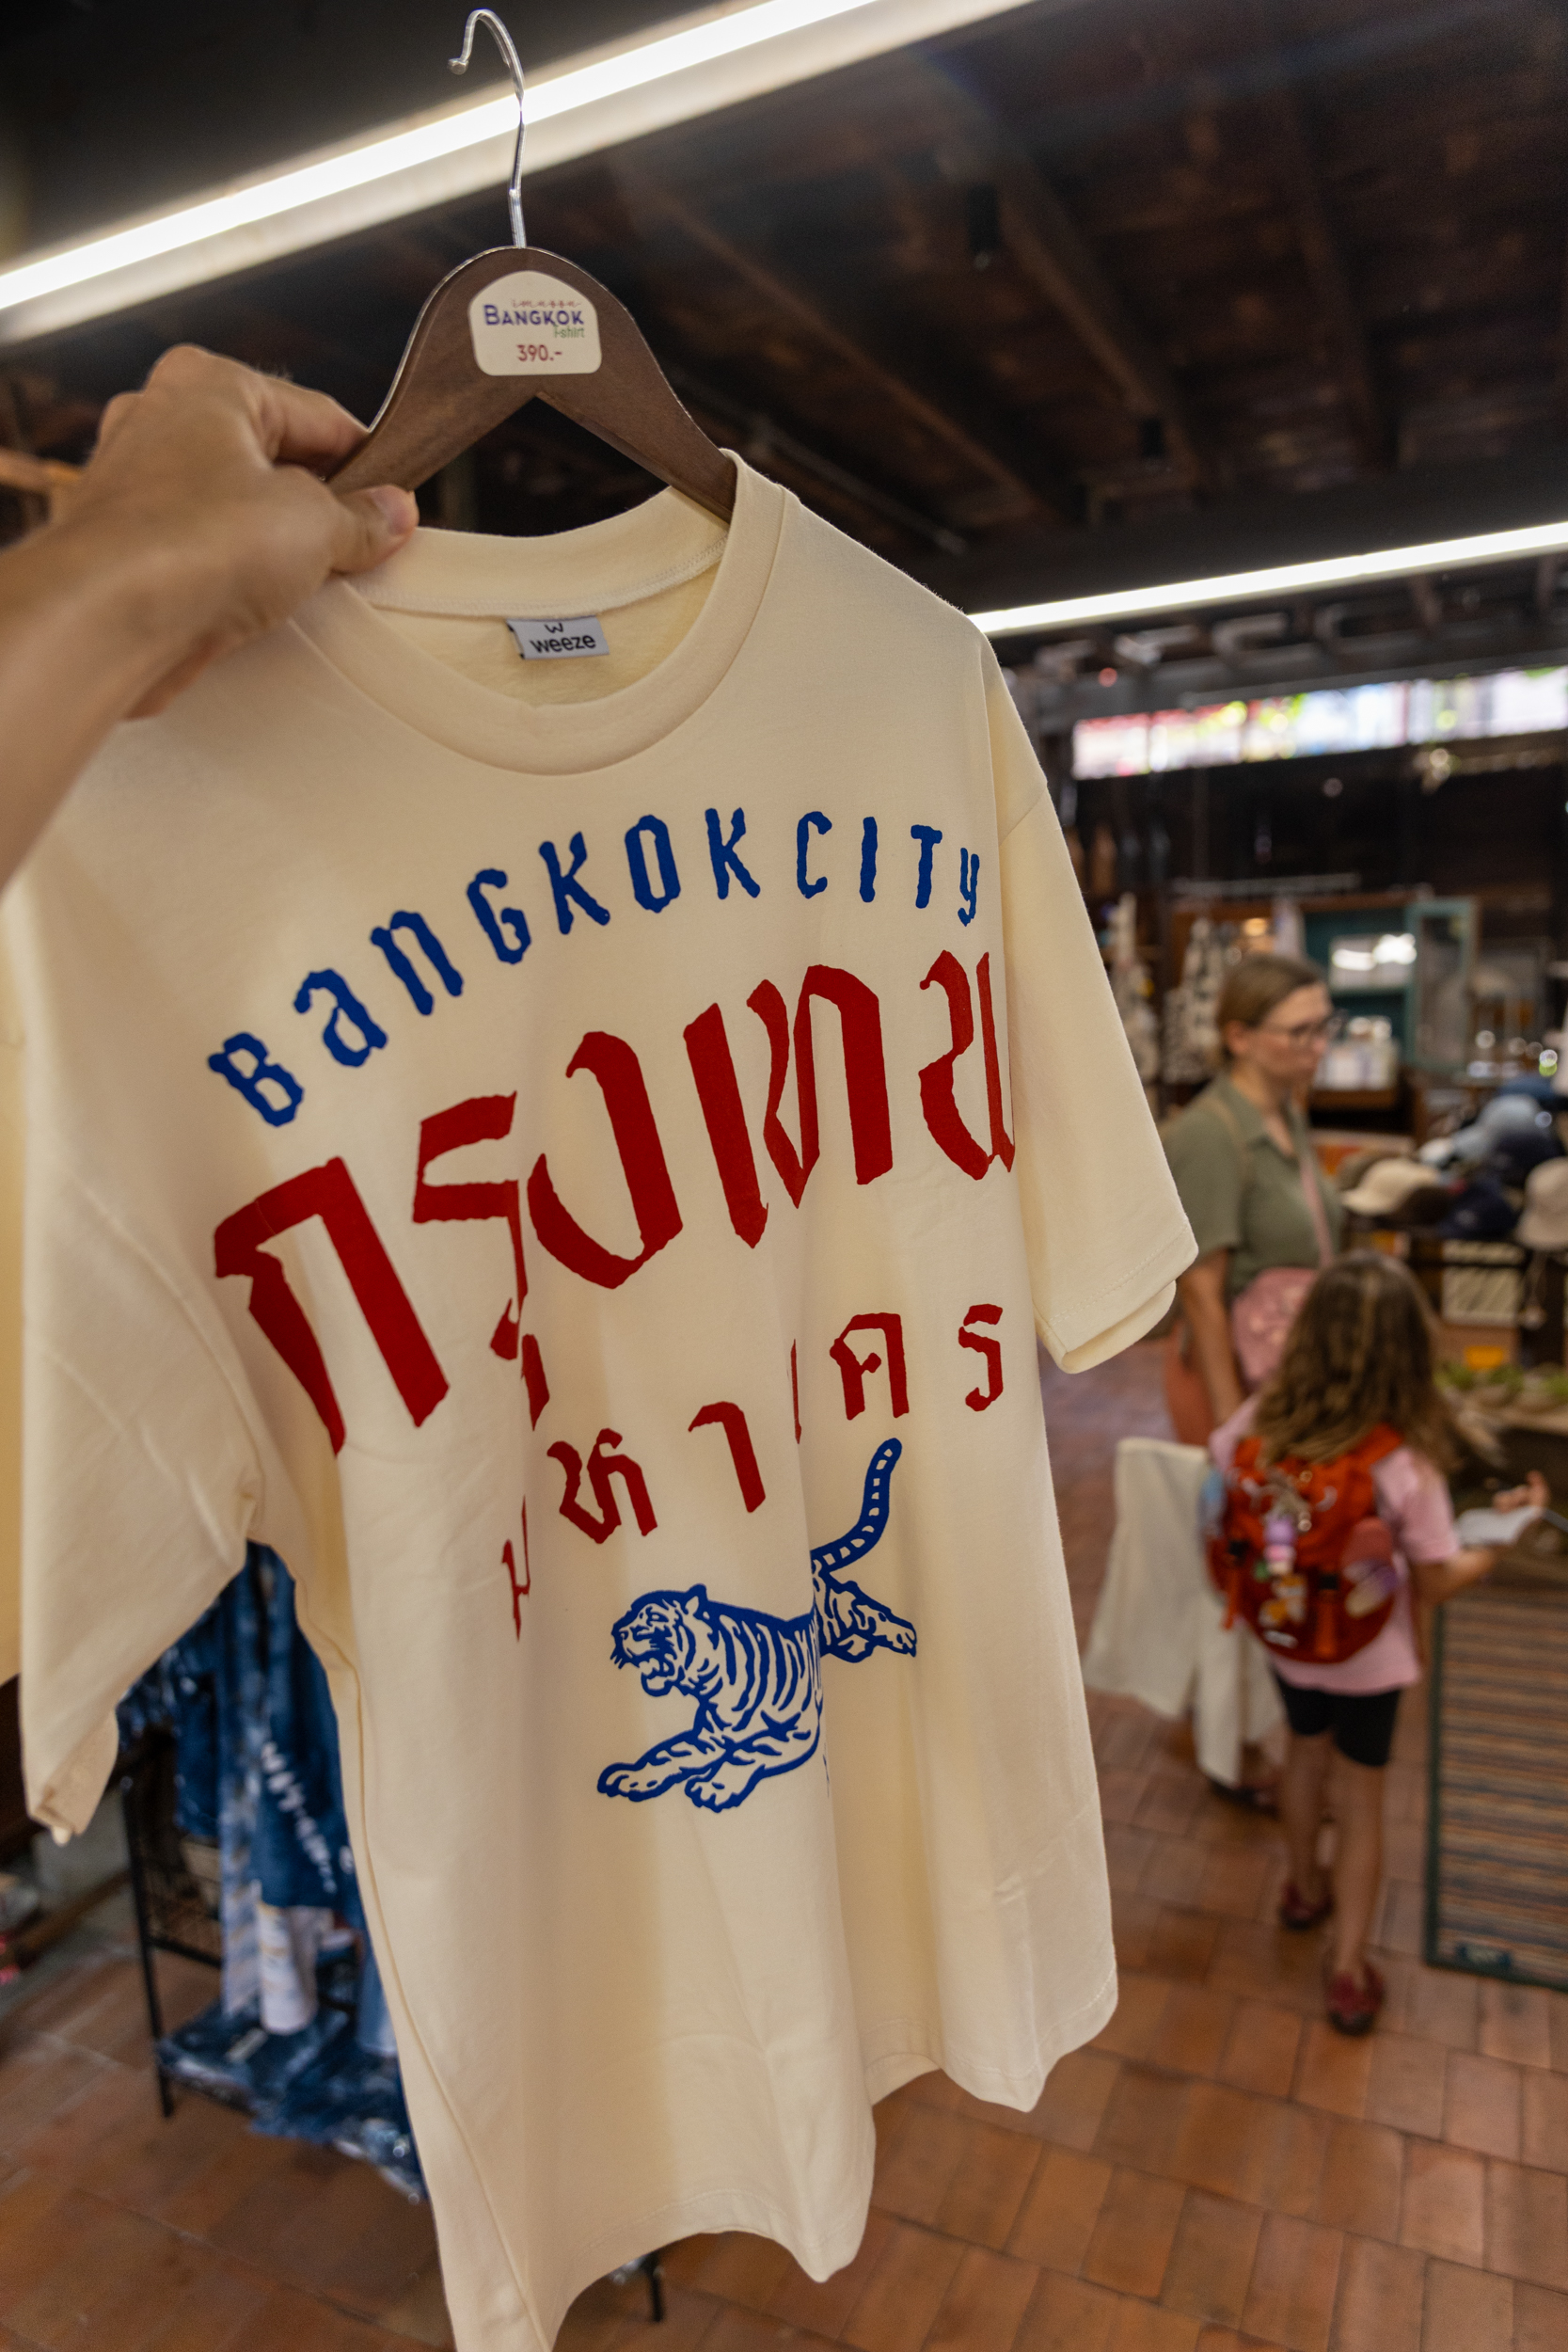 BANGKOK
t-shirt
390.-
W
weeze
BanGKOK CITY
กรุงเทพ
มหานคร